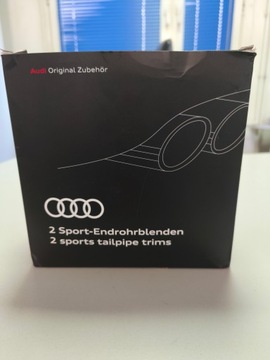 Audi Original Zubehör
2 Sport-Endrohrblenden
2 sports tailpipe trims